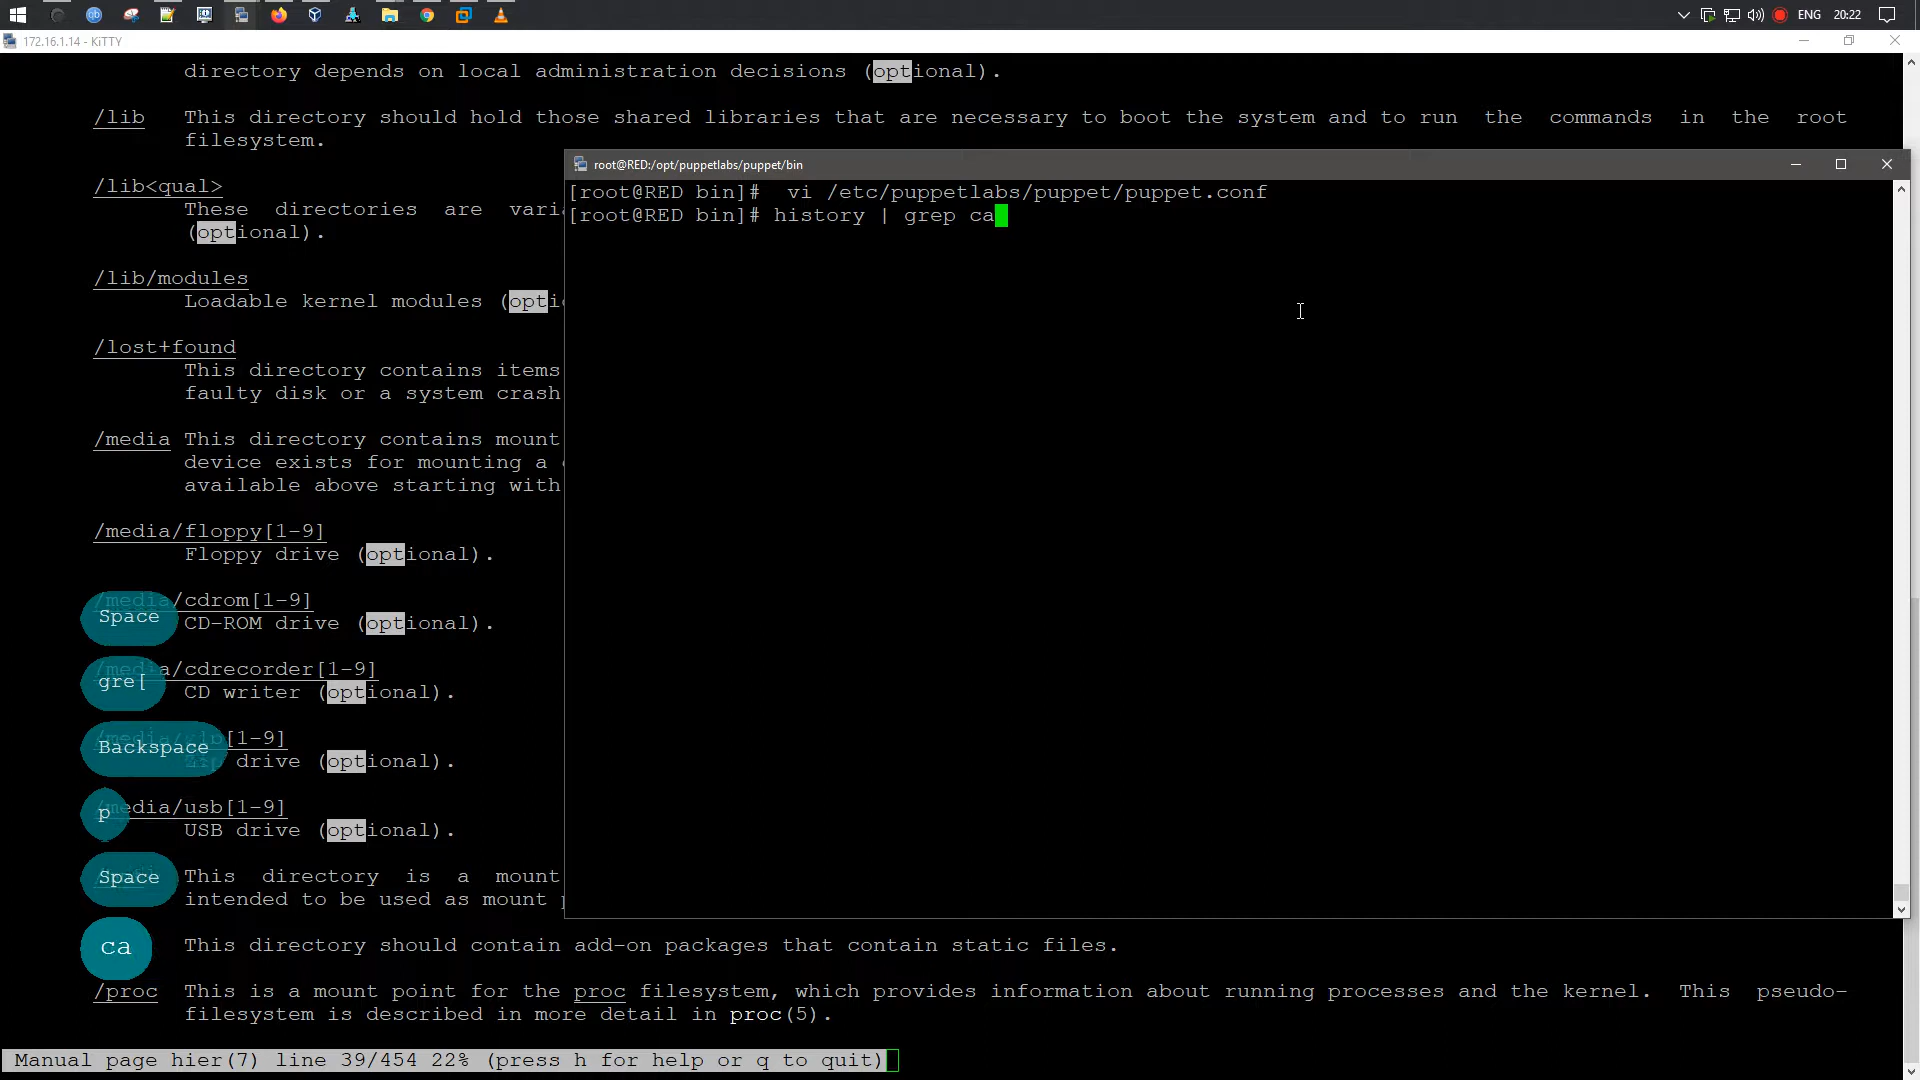 ENG 20:22
172.16.1.14 - KiTTY
directory depends on local administration decisions (optional).
/lib This directory should hold those shared libraries that are necessary to boot the system and to run the commands in the root
filesystem.
/lib<qual>
These directories are vari
(optional).
/lib/modules
Loadable kernel modules (optio
/lost+found
This directory contains items
faulty disk or a system crash
/media This directory contains mount
device exists for mounting a
available above starting with
/media/floppy[1-9]
Floppy drive (optional).
/media/cdrom[1-9]
CD-ROM drive (optional).
/media/cdrecorder[1-9]
CD writer (optional).
[1-9]
drive (optional).
/media/usb[1-9]
USB drive (optional).
This directory is a mount
intended to be used as mount
This directory should contain add-on packages that contain static files.
/proc This is a mount point for the proc filesystem, which provides information about running processes and the kernel. This pseudo-
filesystem is described in more detail in proc(5).
Manual page hier(7) line 39/454 22% (press h for help or q to quit)
root@RED:/opt/puppetlabs/puppet/bin
[root@RED bin]#  vi /etc/puppetlabs/puppet/puppet.conf
[root@RED bin]# history | grep ca
Space
gre[
Backspace
p
Space
ca